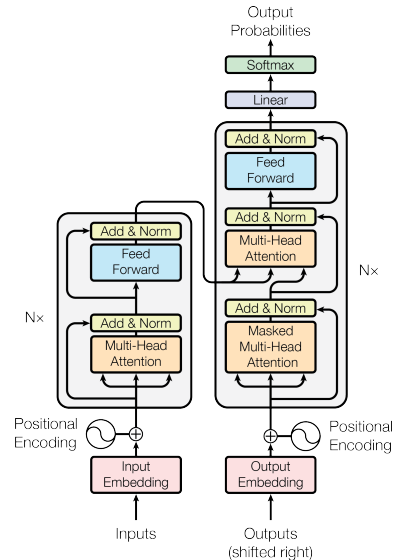 Output
Probabilities
Softmax
Linear
Add & Norm
Feed
Forward
Add & Norm
Multi-Head
Attention
Add & Norm
Masked
Multi-Head
Attention
N×
Add & Norm
Feed
Forward
Add & Norm
Multi-Head
Attention
N×
Positional
Encoding
Positional
Encoding
Input
Embedding
Output
Embedding
Inputs
Outputs
(shifted right)